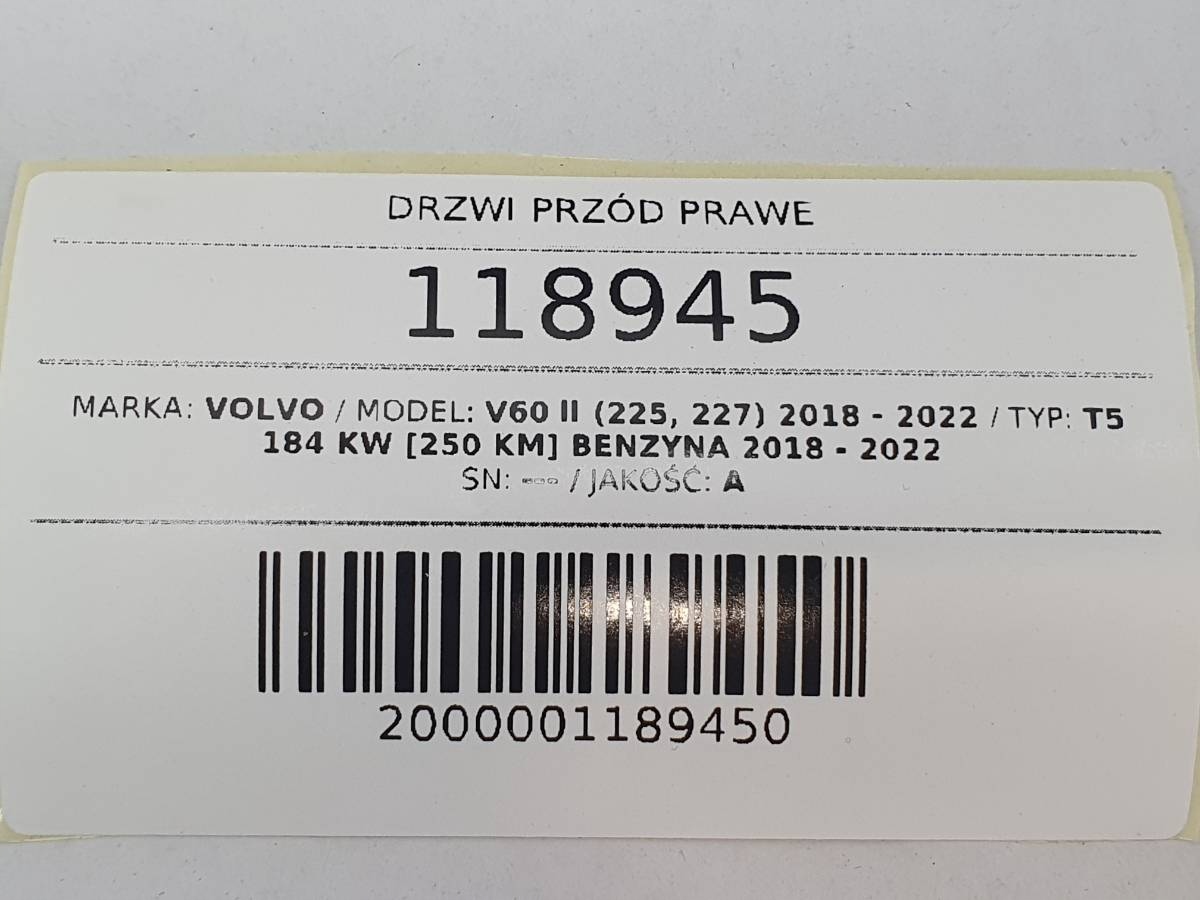 DRZWI PRZÓD PRAWE
118945
MARKA: VOLVO / MODEL: V60 II (225, 227) 2018 - 2022 / TYP: T5
184 KW [250 KM] BENZYNA 2018 - 2022
SN: --- / JAKOŚĆ: A
2000001189450